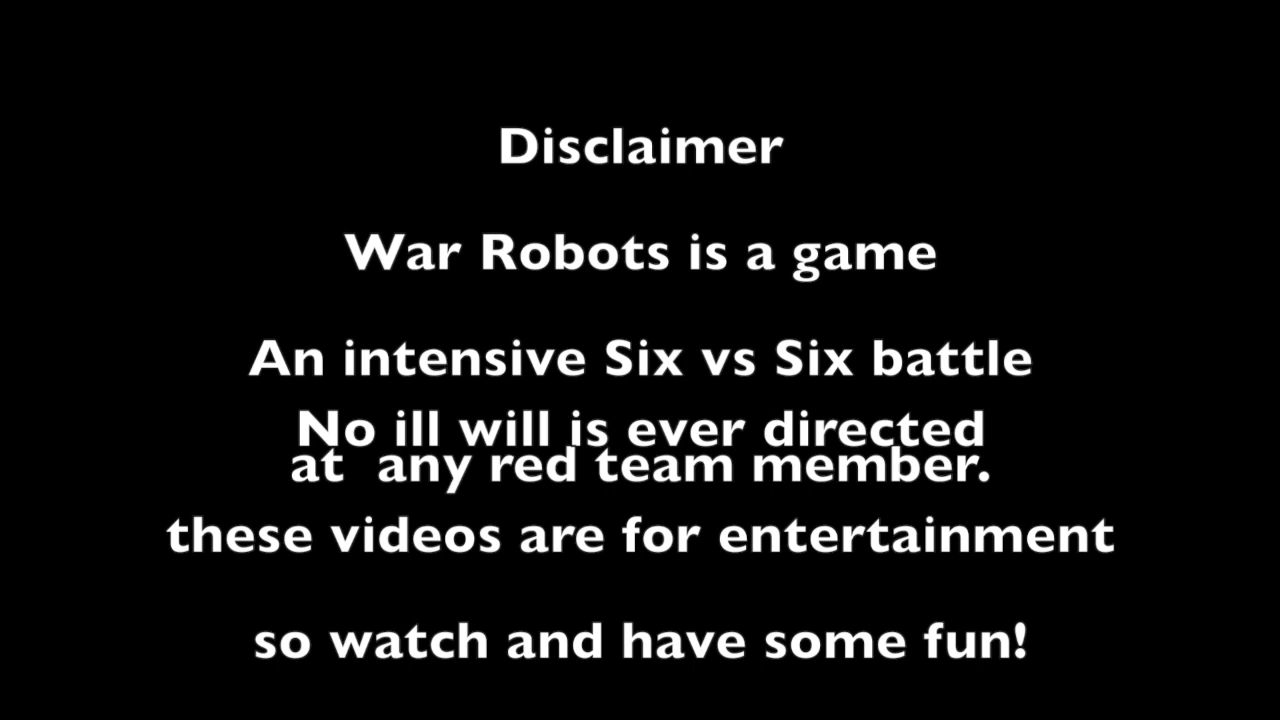 Disclaimer
War Robots is a game
An intensive Six vs Six battle
No ill will is ever directed
at  any red team member.
these videos are for entertainment
so watch and have some fun!